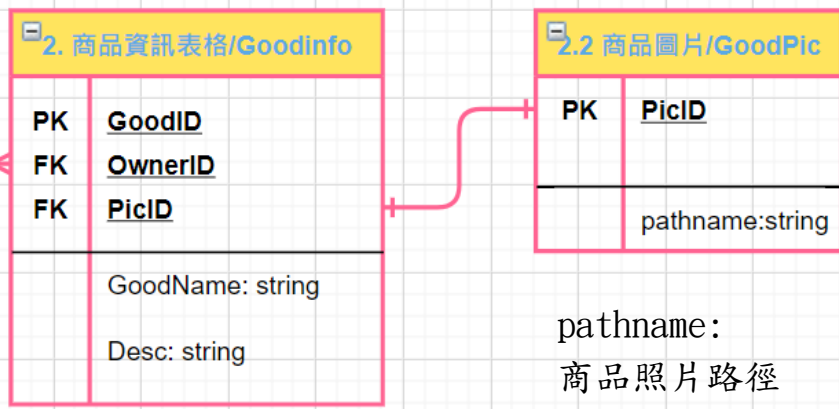 2. 商品資訊表格/Goodinfo
PK GoodID
FK OwnerID
FK PicID
GoodName: string
Desc: string
2.2 商品圖片/GoodPic
PK PicID
pathname:string
pathname:
商品照片路徑